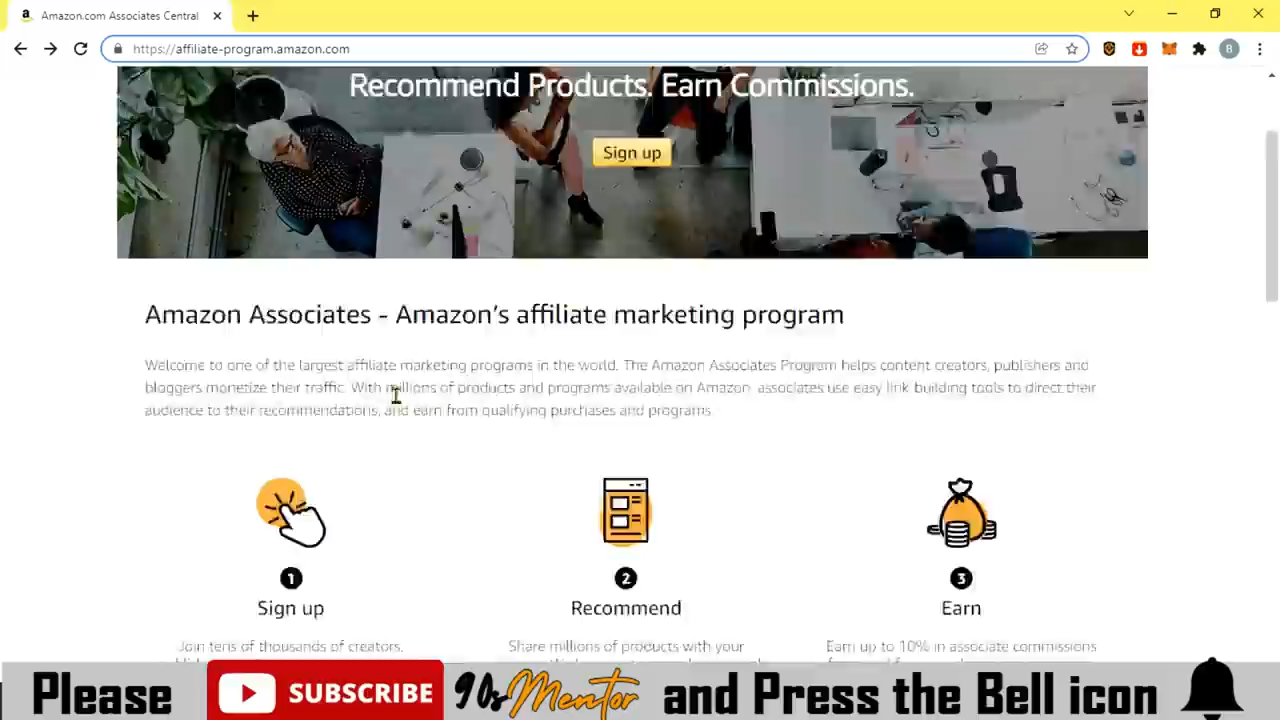 Amazon.com Associates Central
https://affiliate-program.amazon.com
B
Recommend Products. Earn Commissions.
Sign up
Amazon Associates - Amazon's affiliate marketing program
Welcome to one of the largest affiliate marketing programs in the world. The Amazon Associates Program helps content creators, publishers and
bloggers monetize their traffic. With millions of products and programs available on Amazon, associates use easy link building tools to direct their
audience to their recommendations, and earn from qualifying purchases and programs.
1
2
3
Sign up
Recommend
Earn
Join tens of thousands of creators,
Share millions of products with your
Earn up to 10% in associate commissions
Please SUBSCRIBE 90s Mentor and Press the Bell icon